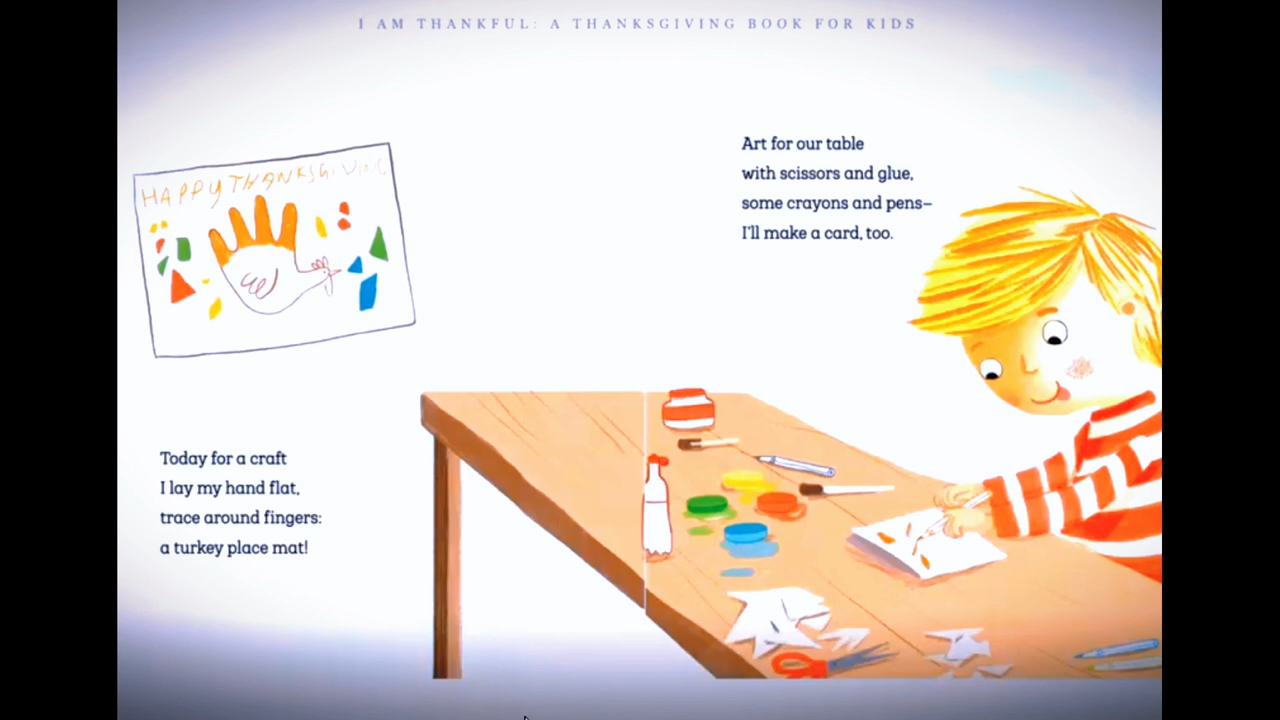 I AM THANKFUL: A THANKSGIVING BOOK FOR KIDS
HAPPY THANKSGIVING
Today for a craft
I lay my hand flat,
trace around fingers:
a turkey place mat!
Art for our table
with scissors and glue,
some crayons and pens–
I'll make a card, too.